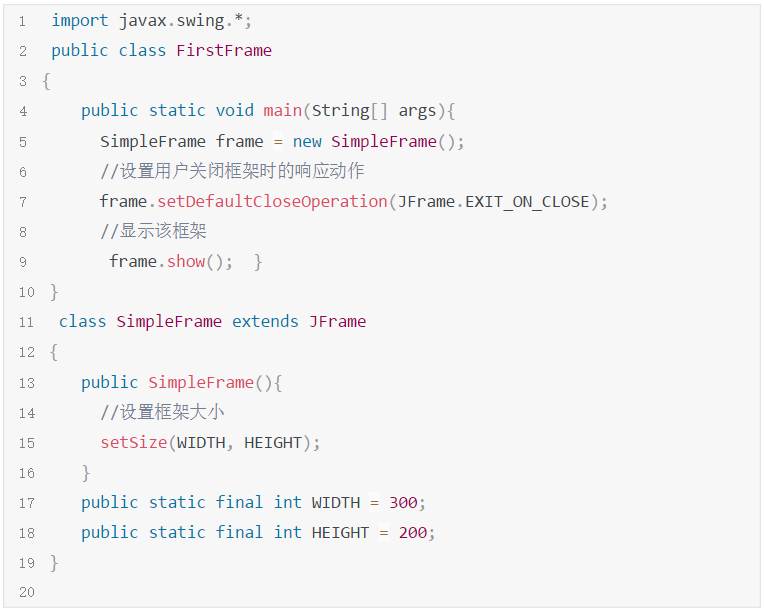 1 import javax.swing.*;
2 public class FirstFrame
3 {
4 public static void main(String[] args){
5 SimpleFrame frame = new SimpleFrame();
6 //设置用户关闭框架时的响应动作
7 frame.setDefaultCloseOperation(JFrame.EXIT_ON_CLOSE);
8 //显示该框架
9 frame.show(); }
10 }
11 class SimpleFrame extends JFrame
12 {
13 public SimpleFrame(){
14 //设置框架大小
15 setSize(WIDTH, HEIGHT);
16 }
17 public static final int WIDTH = 300;
18 public static final int HEIGHT = 200;
19 }
20